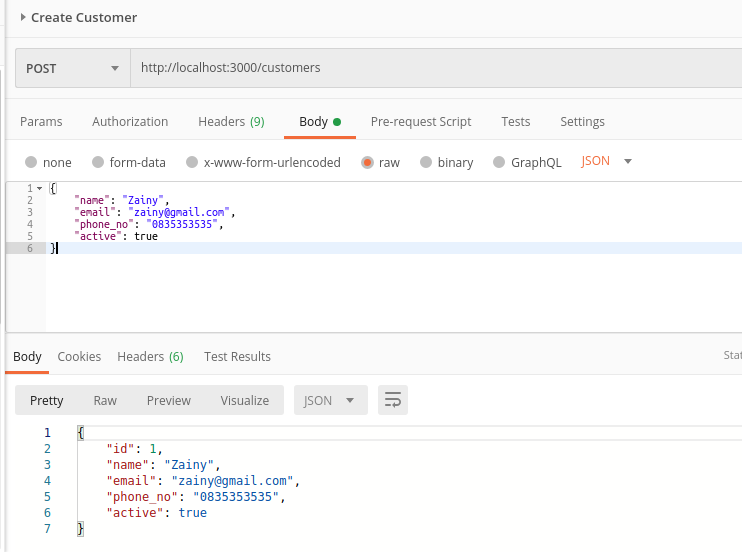 Create Customer
POST http://localhost:3000/customers
Params Authorization Headers (9) Body Pre-request Script Tests Settings
none form-data x-www-form-urlencoded raw binary GraphQL JSON
1 {
2 "name": "Zainy",
3 "email": "zainy@gmail.com",
4 "phone_no": "0835353535",
5 "active": true
6 }
Body Cookies Headers (6) Test Results Stat
Pretty Raw Preview Visualize JSON
1 {
2 "id": 1,
3 "name": "Zainy",
4 "email": "zainy@gmail.com",
5 "phone_no": "0835353535",
6 "active": true
7 }